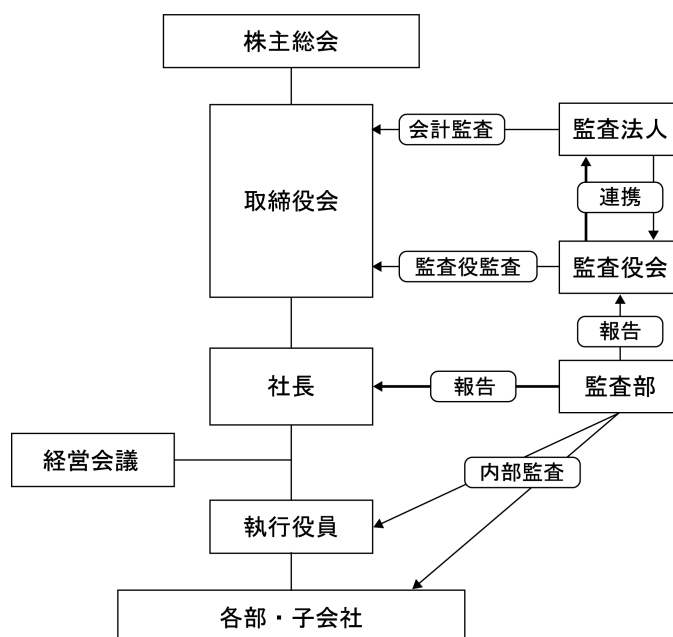 株主総会
会計監査
監査法人
取締役会
連携
監査役監査
監査役会
報告
社長
報告
監査部
経営会議
内部監査
執行役員
各部・子会社